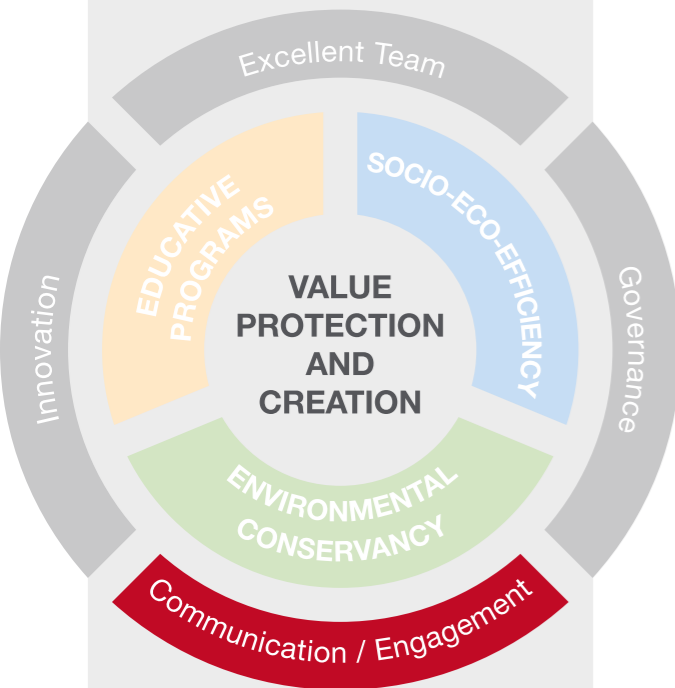 Excellent Team
EDUCATIVE
PROGRAMS
SOCIO-ECO-EFFICIENCY
Innovation
VALUE
PROTECTION
AND
CREATION
Governance
ENVIRONMENTAL
CONSERVANCY
Communication / Engagement